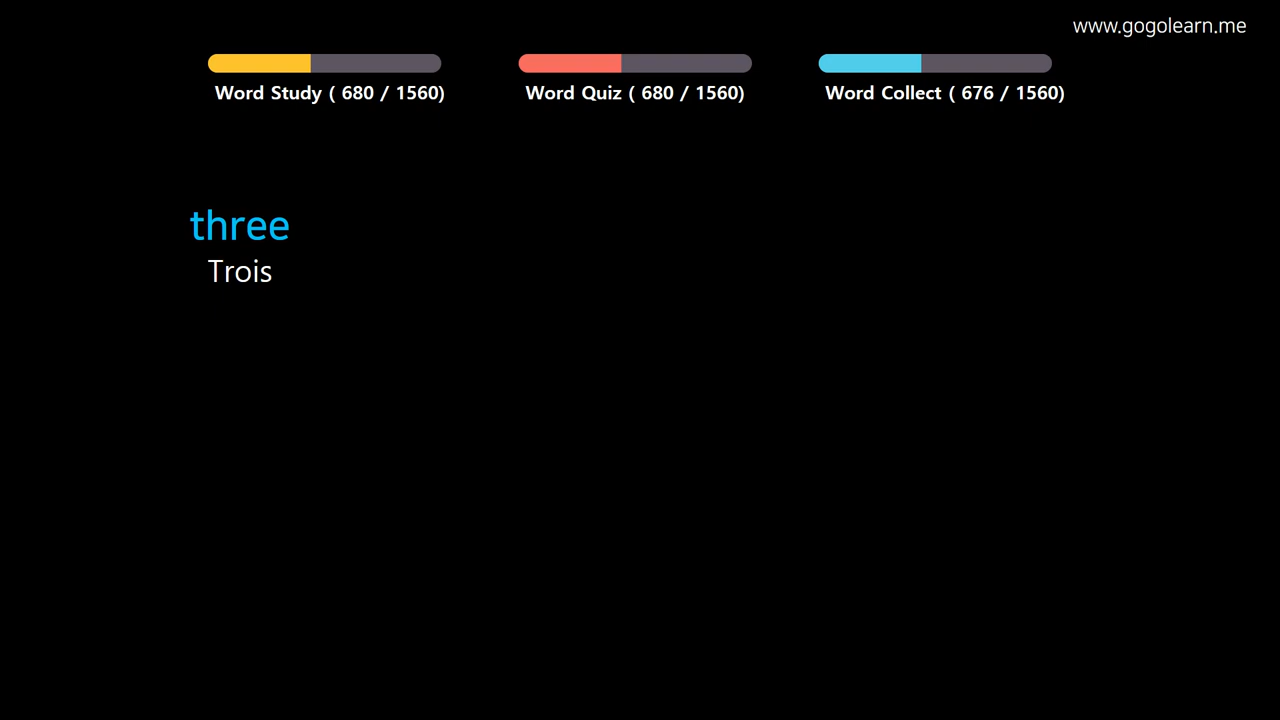 www.gogolearn.me
Word Study ( 680 / 1560)
Word Quiz ( 680 / 1560)
Word Collect ( 676 / 1560)
three
Trois